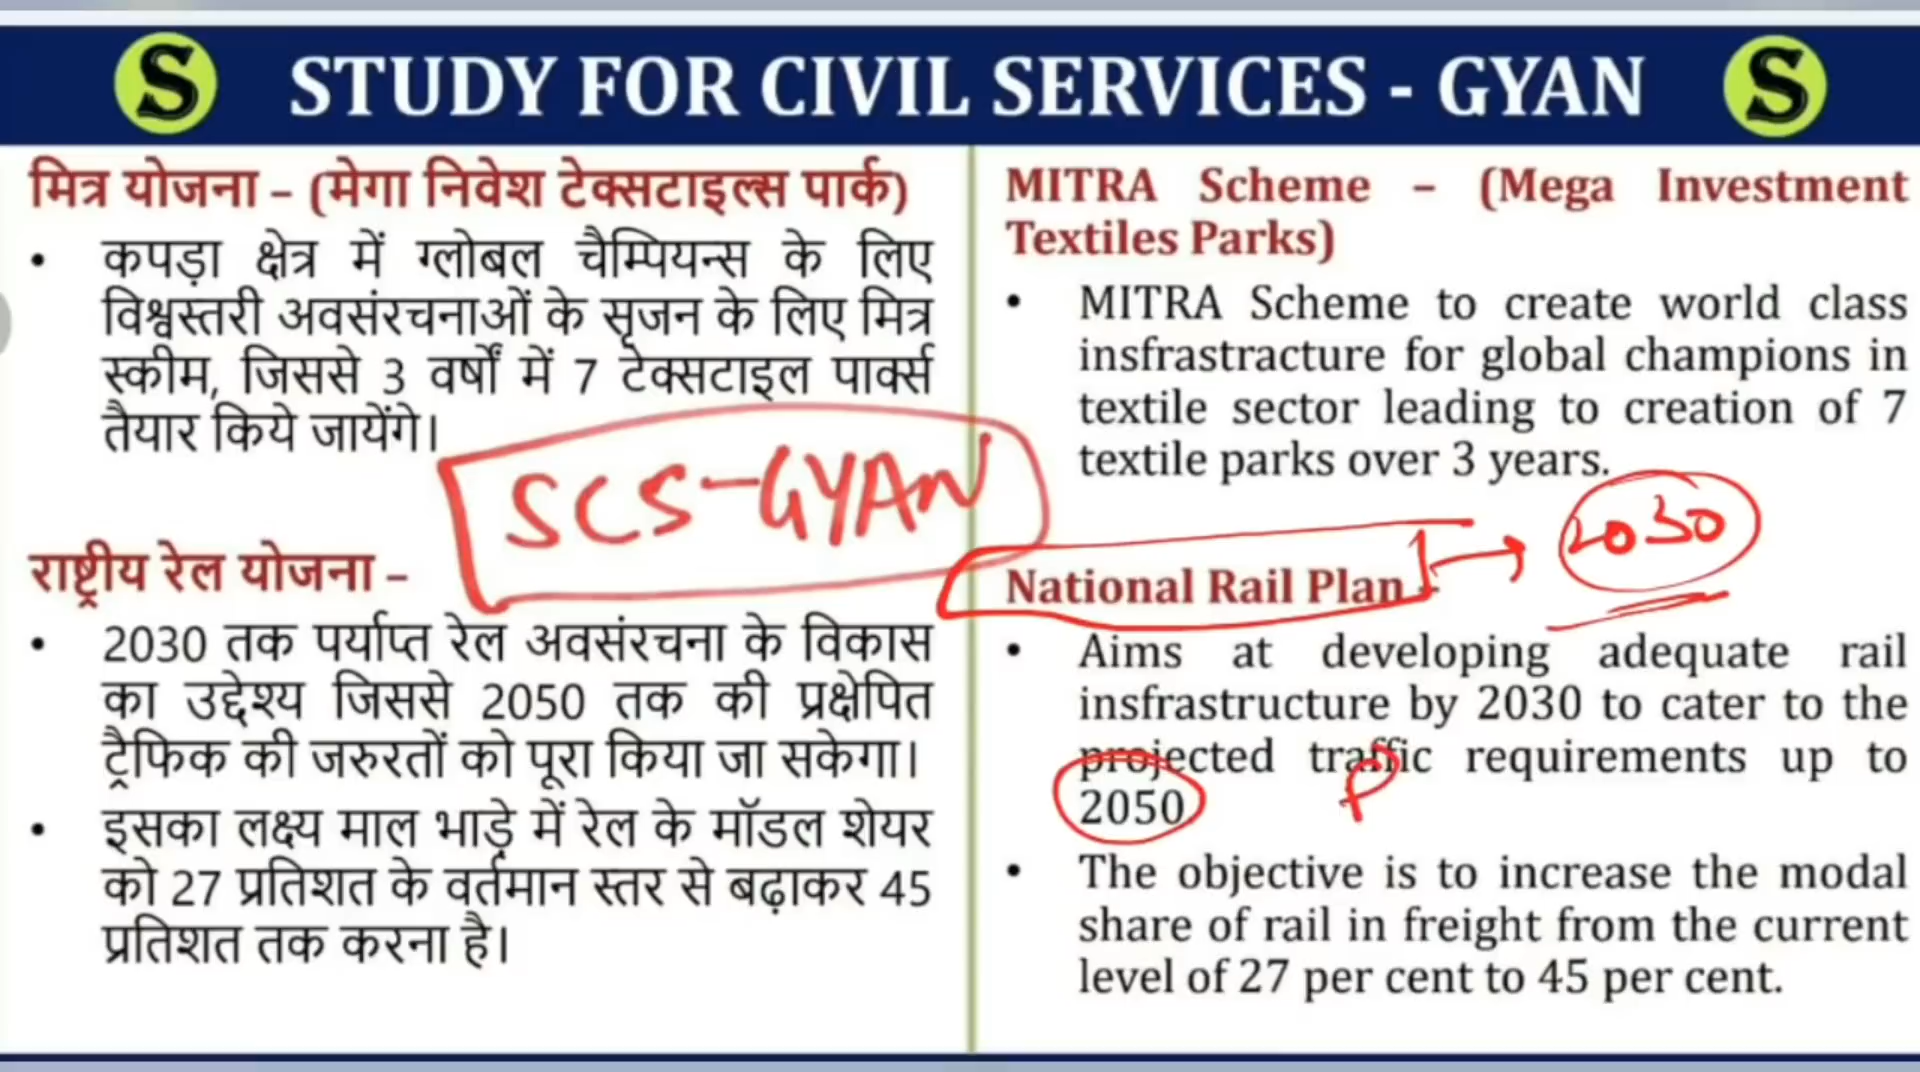 S STUDY FOR CIVIL SERVICES - GYAN S
मित्र योजना – (मेगा निवेश टेक्सटाइल्स पार्क)
• कपड़ा क्षेत्र में ग्लोबल चैम्पियन्स के लिए
विश्वस्तरी अवसंरचनाओं के सृजन के लिए मित्र
स्कीम, जिससे 3 वर्षों में 7 टेक्सटाइल पार्क्स
तैयार किये जायेंगे।
SCS-GYAN
राष्ट्रीय रेल योजना –
• 2030 तक पर्याप्त रेल अवसंरचना के विकास
का उद्देश्य जिससे 2050 तक की प्रक्षेपित
ट्रैफिक की जरुरतों को पूरा किया जा सकेगा।
• इसका लक्ष्य माल भाड़े में रेल के मॉडल शेयर
को 27 प्रतिशत के वर्तमान स्तर से बढ़ाकर 45
प्रतिशत तक करना है।
MITRA Scheme – (Mega Investment
Textiles Parks)
• MITRA Scheme to create world class
insfrastracture for global champions in
textile sector leading to creation of 7
textile parks over 3 years.
2030
National Rail Plan –
• Aims at developing adequate rail
insfrastructure by 2030 to cater to the
projected traffic requirements up to
2050
P
• The objective is to increase the modal
share of rail in freight from the current
level of 27 per cent to 45 per cent.